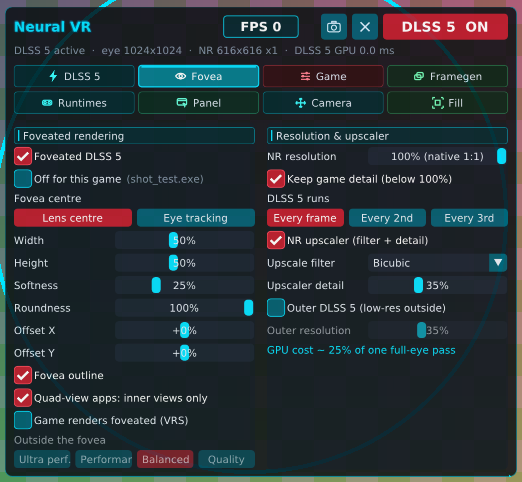 Neural VR FPS 0 DLSS 5 ON
DLSS 5 active · eye 1024x1024 · NR 616x616 x1 · DLSS 5 GPU 0.0 ms
DLSS 5 Fovea Game Framegen
Runtimes Panel Camera Fill
Foveated rendering
Foveated DLSS 5
Off for this game (shot_test.exe)
Fovea centre
Lens centre Eye tracking
Width 50%
Height 50%
Softness 25%
Roundness 100%
Offset X +0%
Offset Y +0%
Fovea outline
Quad-view apps: inner views only
Game renders foveated (VRS)
Outside the fovea
Ultra perf. Performan Balanced Quality
Resolution & upscaler
NR resolution 100% (native 1:1)
Keep game detail (below 100%)
DLSS 5 runs
Every frame Every 2nd Every 3rd
NR upscaler (filter + detail)
Upscale filter Bicubic
Upscaler detail 35%
Outer DLSS 5 (low-res outside)
Outer resolution 35%
GPU cost ~ 25% of one full-eye pass